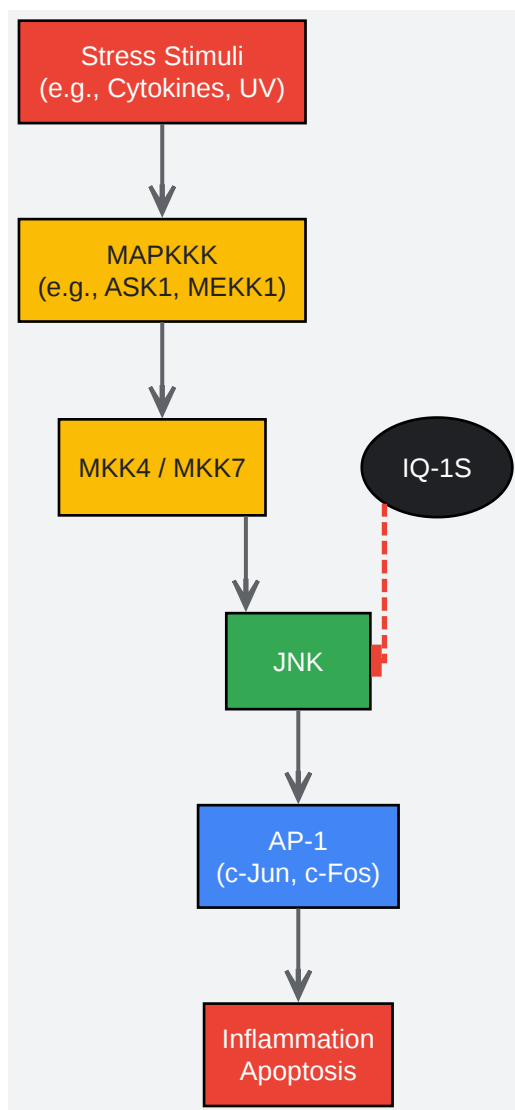 Stress Stimuli
(e.g., Cytokines, UV)
MAPKKK
(e.g., ASK1, MEKK1)
MKK4 / MKK7
IQ-1S
JNK
AP-1
(c-Jun, c-Fos)
Inflammation
Apoptosis